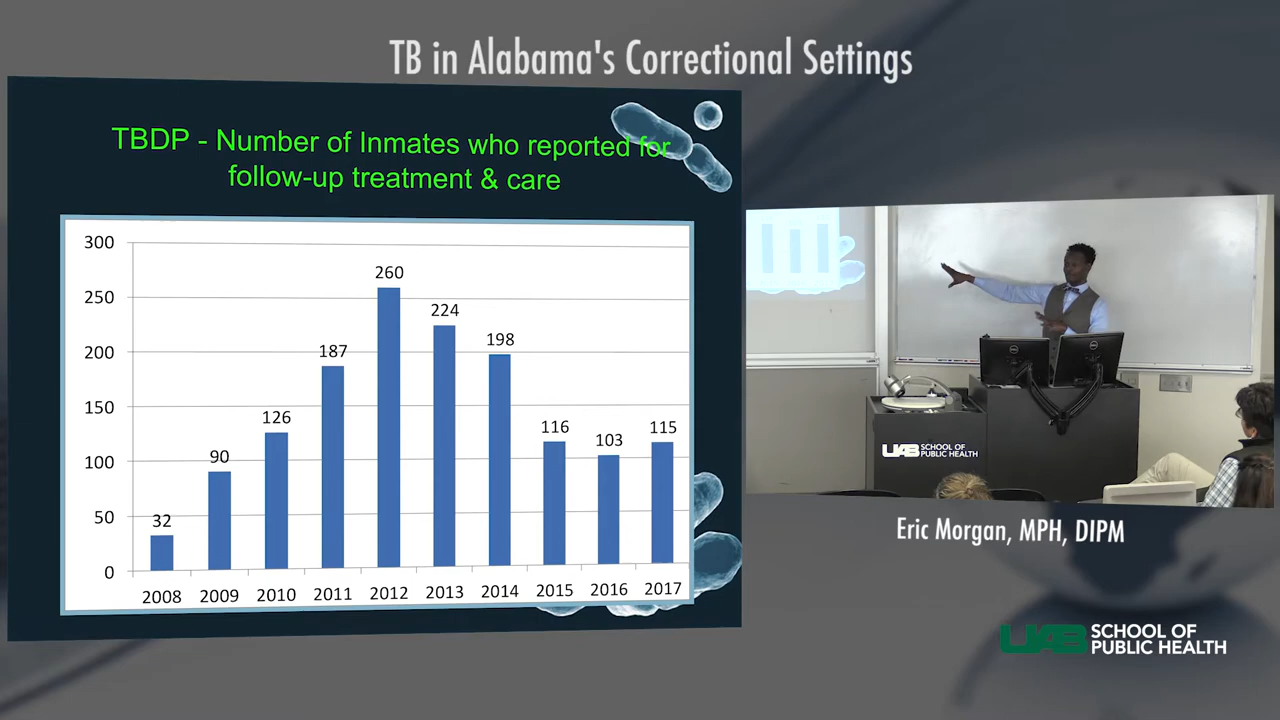 TB in Alabama's Correctional Settings
TBDP - Number of Inmates who reported for
follow-up treatment & care
300
250
200
150
100
50
0
32
90
126
187
260
224
198
116
103
115
2008 2009 2010 2011 2012 2013 2014 2015 2016 2017
UAB SCHOOL OF
PUBLIC HEALTH
Eric Morgan, MPH, DIPM
UAB SCHOOL OF
PUBLIC HEALTH